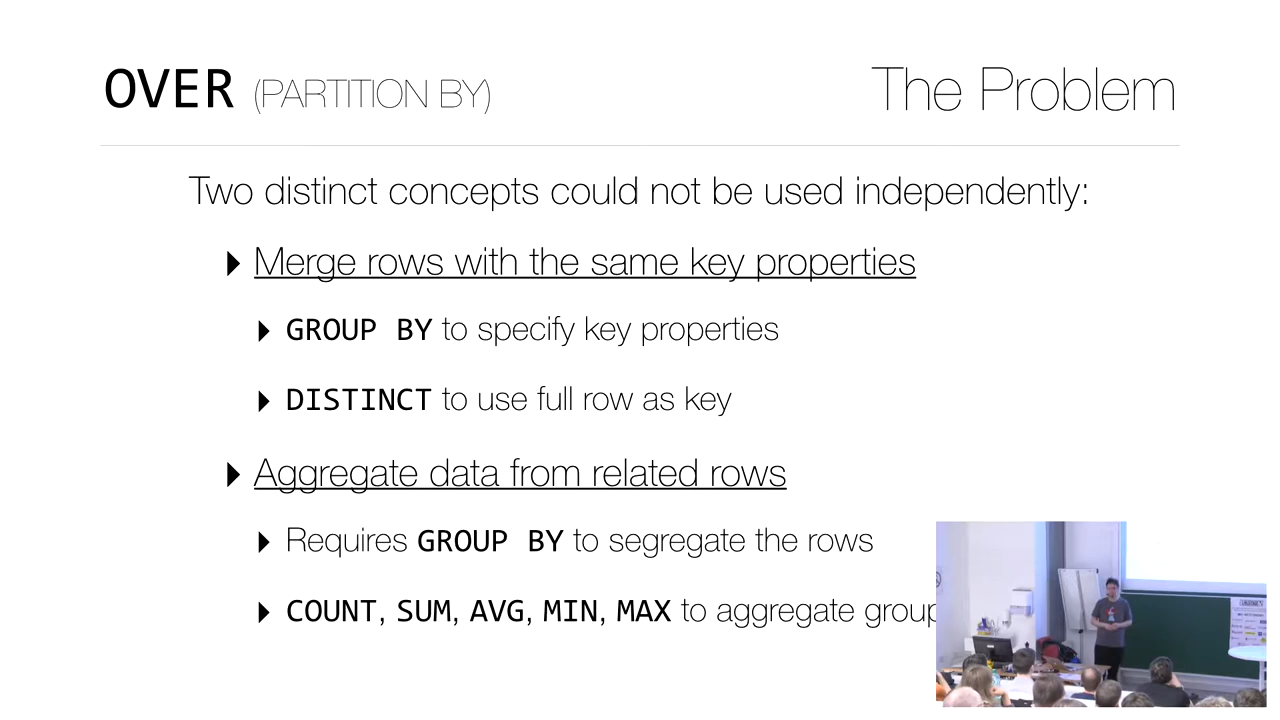 OVER (PARTITION BY) The Problem
Two distinct concepts could not be used independently:
Merge rows with the same key properties
GROUP BY to specify key properties
DISTINCT to use full row as key
Aggregate data from related rows
Requires GROUP BY to segregate the rows
COUNT, SUM, AVG, MIN, MAX to aggregate group